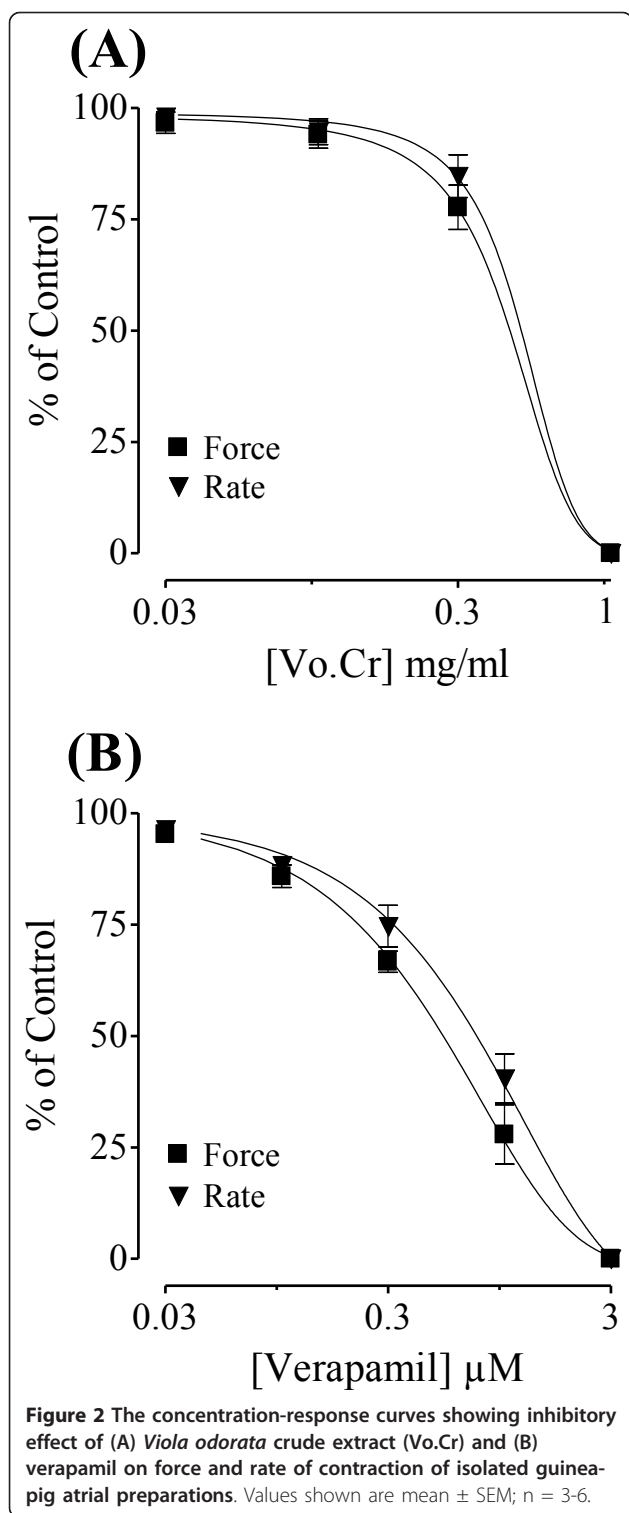 (A)
100
75
50
25
0
% of Control
Force
Rate
0.03
0.3
1
[Vo.Cr] mg/ml
(B)
100
75
50
25
0
% of Control
Force
Rate
0.03
0.3
3
[Verapamil] µM
Figure 2 The concentration-response curves showing inhibitory
effect of (A) Viola odorata crude extract (Vo.Cr) and (B)
verapamil on force and rate of contraction of isolated guinea-
pig atrial preparations. Values shown are mean ± SEM; n = 3-6.